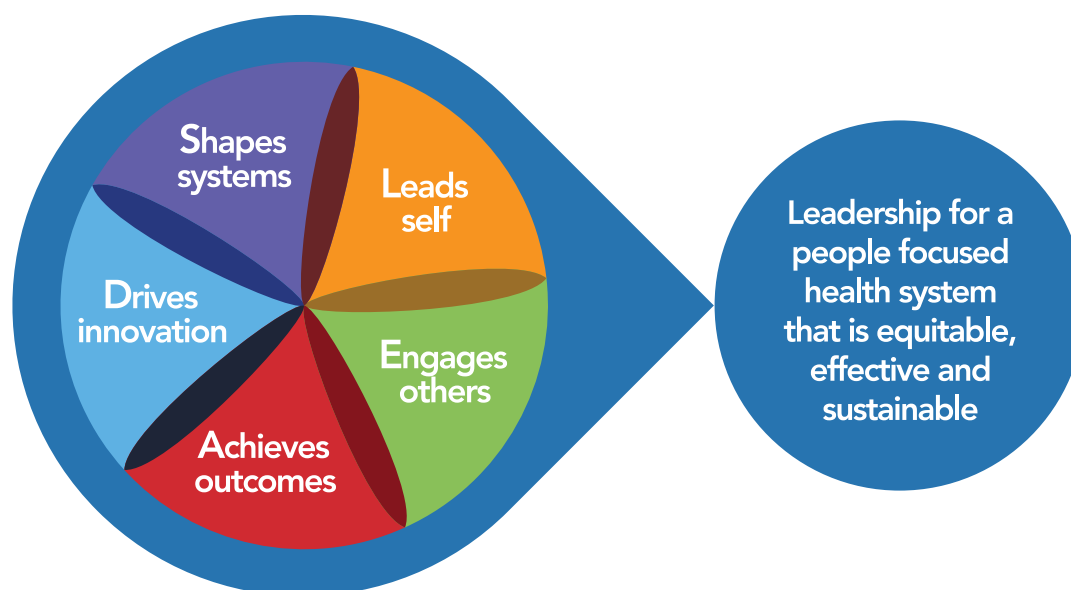 Shapes
systems
Leads
self
Drives
innovation
Engages
others
Achieves
outcomes
Leadership for a
people focused
health system
that is equitable,
effective and
sustainable